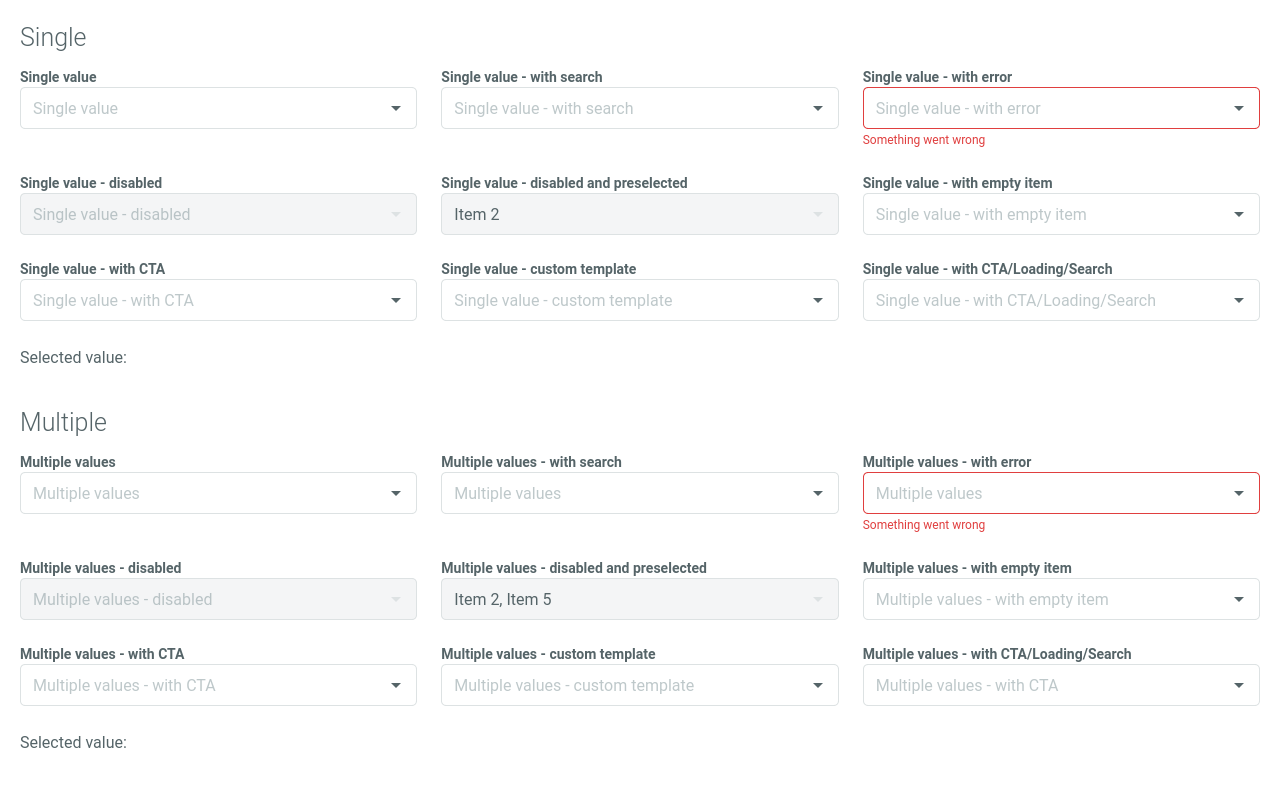 Single
Single value
Single value - with search
Single value - with error
Single value
Single value - with search
Single value - with error
Something went wrong
Single value - disabled
Single value - disabled and preselected
Single value - with empty item
Single value - disabled
Item 2
Single value - with empty item
Single value - with CTA
Single value - custom template
Single value - with CTA/Loading/Search
Single value - with CTA
Single value - custom template
Single value - with CTA/Loading/Search
Selected value:
Multiple
Multiple values
Multiple values - with search
Multiple values - with error
Multiple values
Multiple values
Multiple values
Something went wrong
Multiple values - disabled
Multiple values - disabled and preselected
Multiple values - with empty item
Multiple values - disabled
Item 2, Item 5
Multiple values - with empty item
Multiple values - with CTA
Multiple values - custom template
Multiple values - with CTA/Loading/Search
Multiple values - with CTA
Multiple values - custom template
Multiple values - with CTA
Selected value: